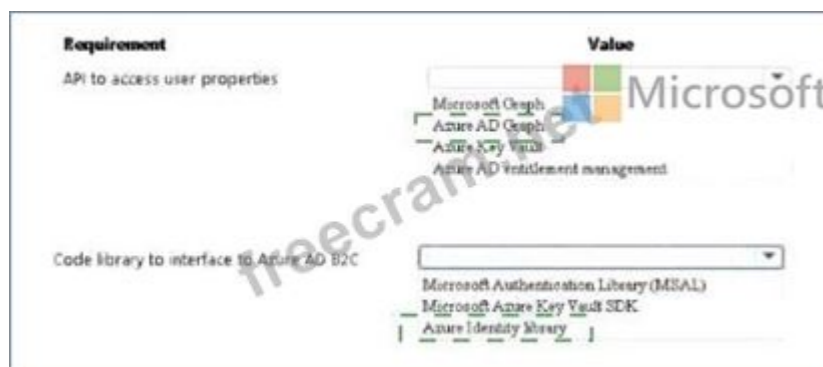 Requirement Value
API to access user properties
Microsoft
Microsoft Graph
Azure AD Graph
Azure Key Vault
Azure AD entitlement management
freecram.net
Code library to interface to Azure AD B2C
Microsoft Authentication Library (MSAL)
Microsoft Azure Key Vault SDK
Azure Identity library